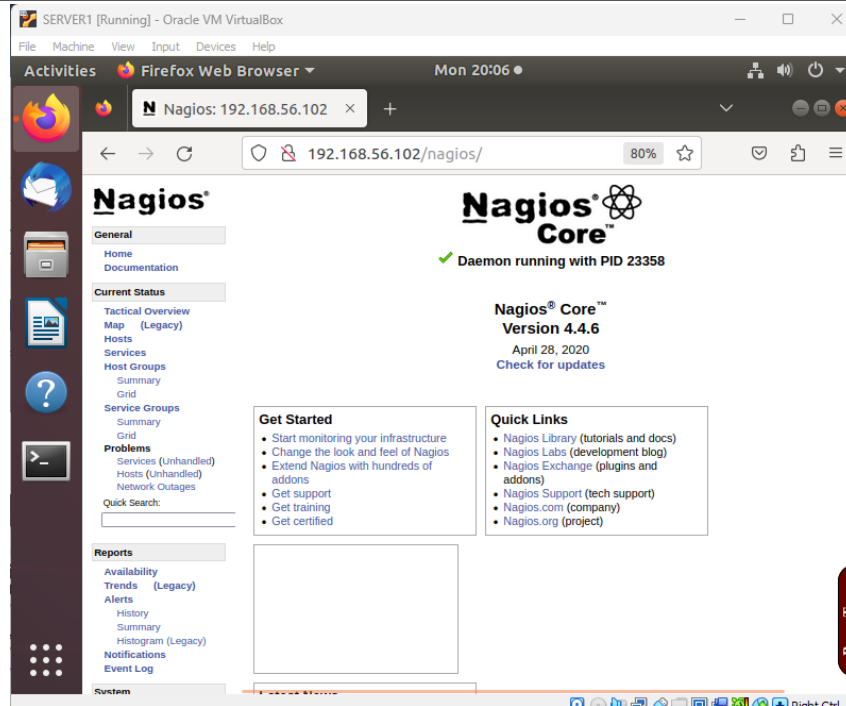 SERVER1 [Running] - Oracle VM VirtualBox
File Machine View Input Devices Help
Activities Firefox Web Browser Mon 20:06
Nagios: 192.168.56.102
192.168.56.102/nagios/ 80%
Nagios®
General
Home
Documentation
Current Status
Tactical Overview
Map (Legacy)
Hosts
Services
Host Groups
Summary
Grid
Service Groups
Summary
Grid
Problems
Services (Unhandled)
Hosts (Unhandled)
Network Outages
Quick Search:
Reports
Availability
Trends (Legacy)
Alerts
History
Summary
Histogram (Legacy)
Notifications
Event Log
System
Nagios®
Core™
Daemon running with PID 23358
Nagios® Core™
Version 4.4.6
April 28, 2020
Check for updates
Get Started
• Start monitoring your infrastructure
• Change the look and feel of Nagios
• Extend Nagios with hundreds of
addons
• Get support
• Get training
• Get certified
Quick Links
• Nagios Library (tutorials and docs)
• Nagios Labs (development blog)
• Nagios Exchange (plugins and
addons)
• Nagios Support (tech support)
• Nagios.com (company)
• Nagios.org (project)
Latest News
Right Ctrl